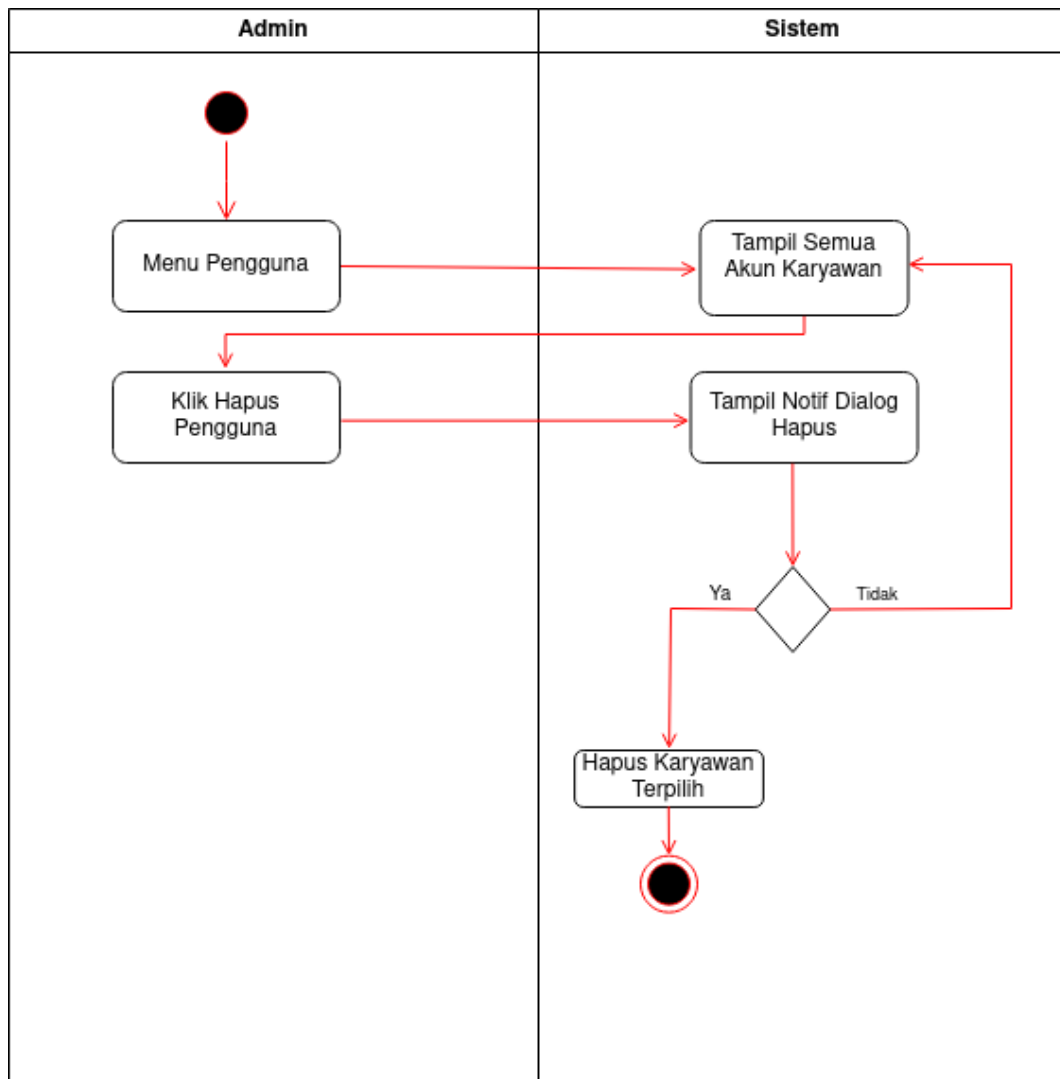 Admin
Sistem
Menu Pengguna
Tampil Semua
Akun Karyawan
Klik Hapus
Pengguna
Tampil Notif Dialog
Hapus
Ya
Tidak
Hapus Karyawan
Terpilih